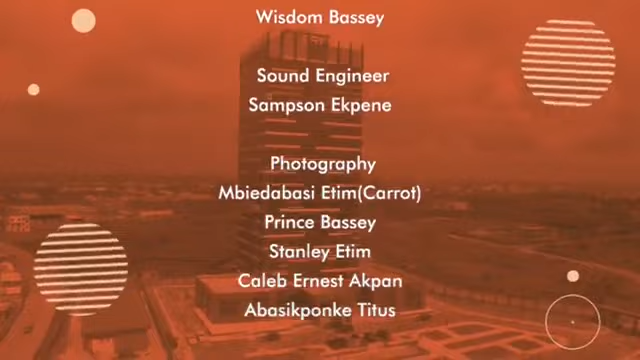 Wisdom Bassey
Sound Engineer
Sampson Ekpene
Photography
Mbiedabasi Etim(Carrot)
Prince Bassey
Stanley Etim
Caleb Ernest Akpan
Abasikponke Titus